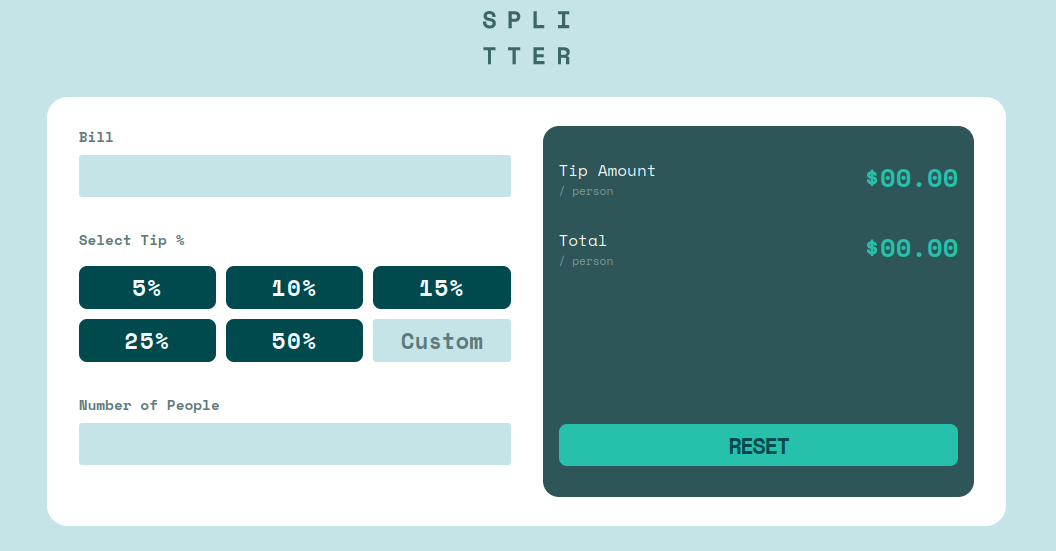 SPLI
TTER
Bill
Select Tip %
5%
10%
15%
25%
50%
Custom
Number of People
Tip Amount
/ person
$00.00
Total
/ person
$00.00
RESET